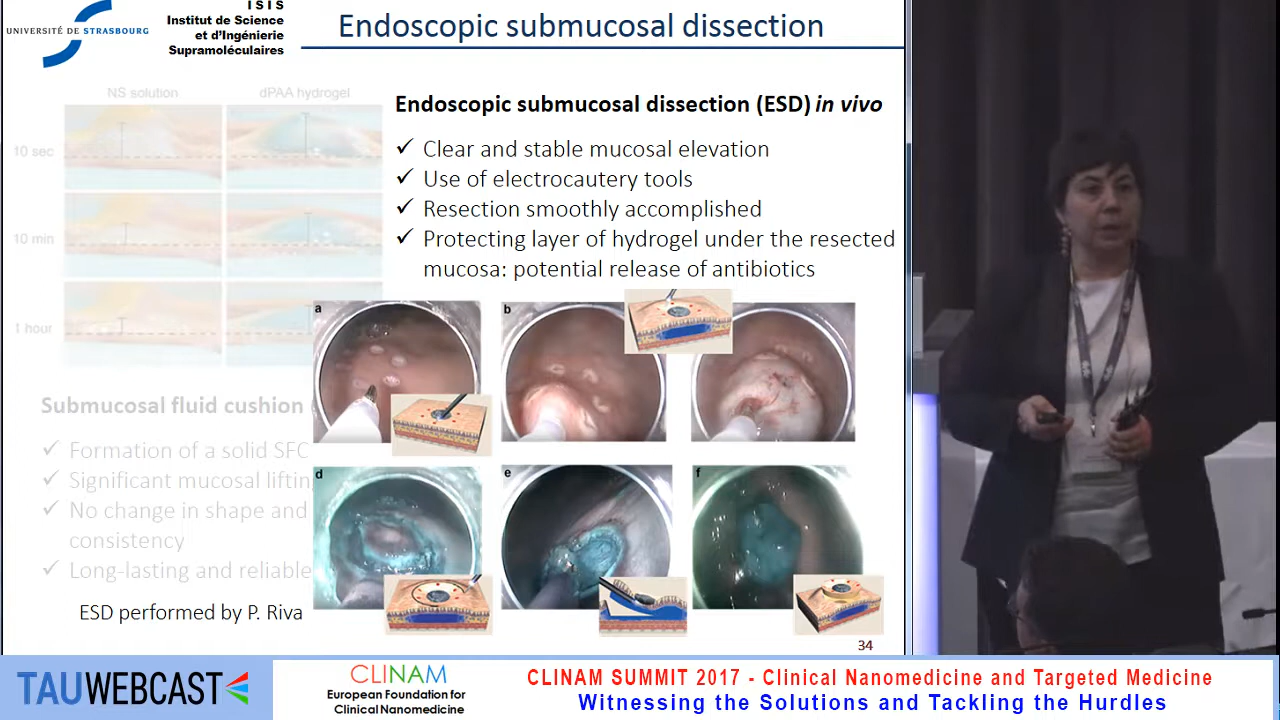 UNIVERSITÉ DE STRASBOURG
ISIS
Institut de Science
et d'Ingénierie
Supramoléculaires
Endoscopic submucosal dissection
NS solution
dPAA hydrogel
10 sec
10 min
1 hour
Endoscopic submucosal dissection (ESD) in vivo
✓ Clear and stable mucosal elevation
✓ Use of electrocautery tools
✓ Resection smoothly accomplished
✓ Protecting layer of hydrogel under the resected
mucosa: potential release of antibiotics
a
b
d
e
f
Submucosal fluid cushion
✓ Formation of a solid SFC
✓ Significant mucosal liftin
✓ No change in shape and
consistency
✓ Long-lasting and reliable
ESD performed by P. Riva
34
TAUWEBCAST
CLINAM
European Foundation for
Clinical Nanomedicine
CLINAM SUMMIT 2017 - Clinical Nanomedicine and Targeted Medicine
Witnessing the Solutions and Tackling the Hurdles